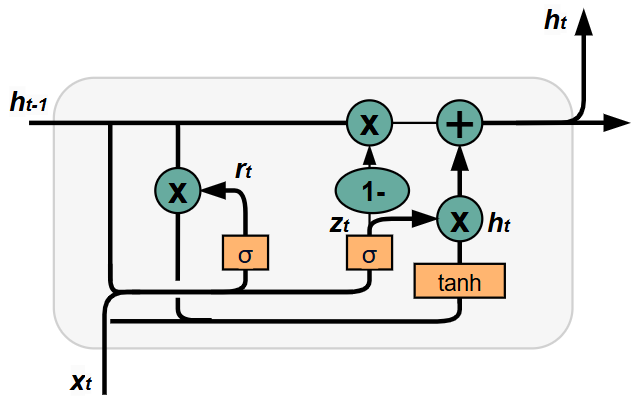 ht
ht-1
x
+
rt
x
1-
zt
x
ht
σ
σ
tanh
xt